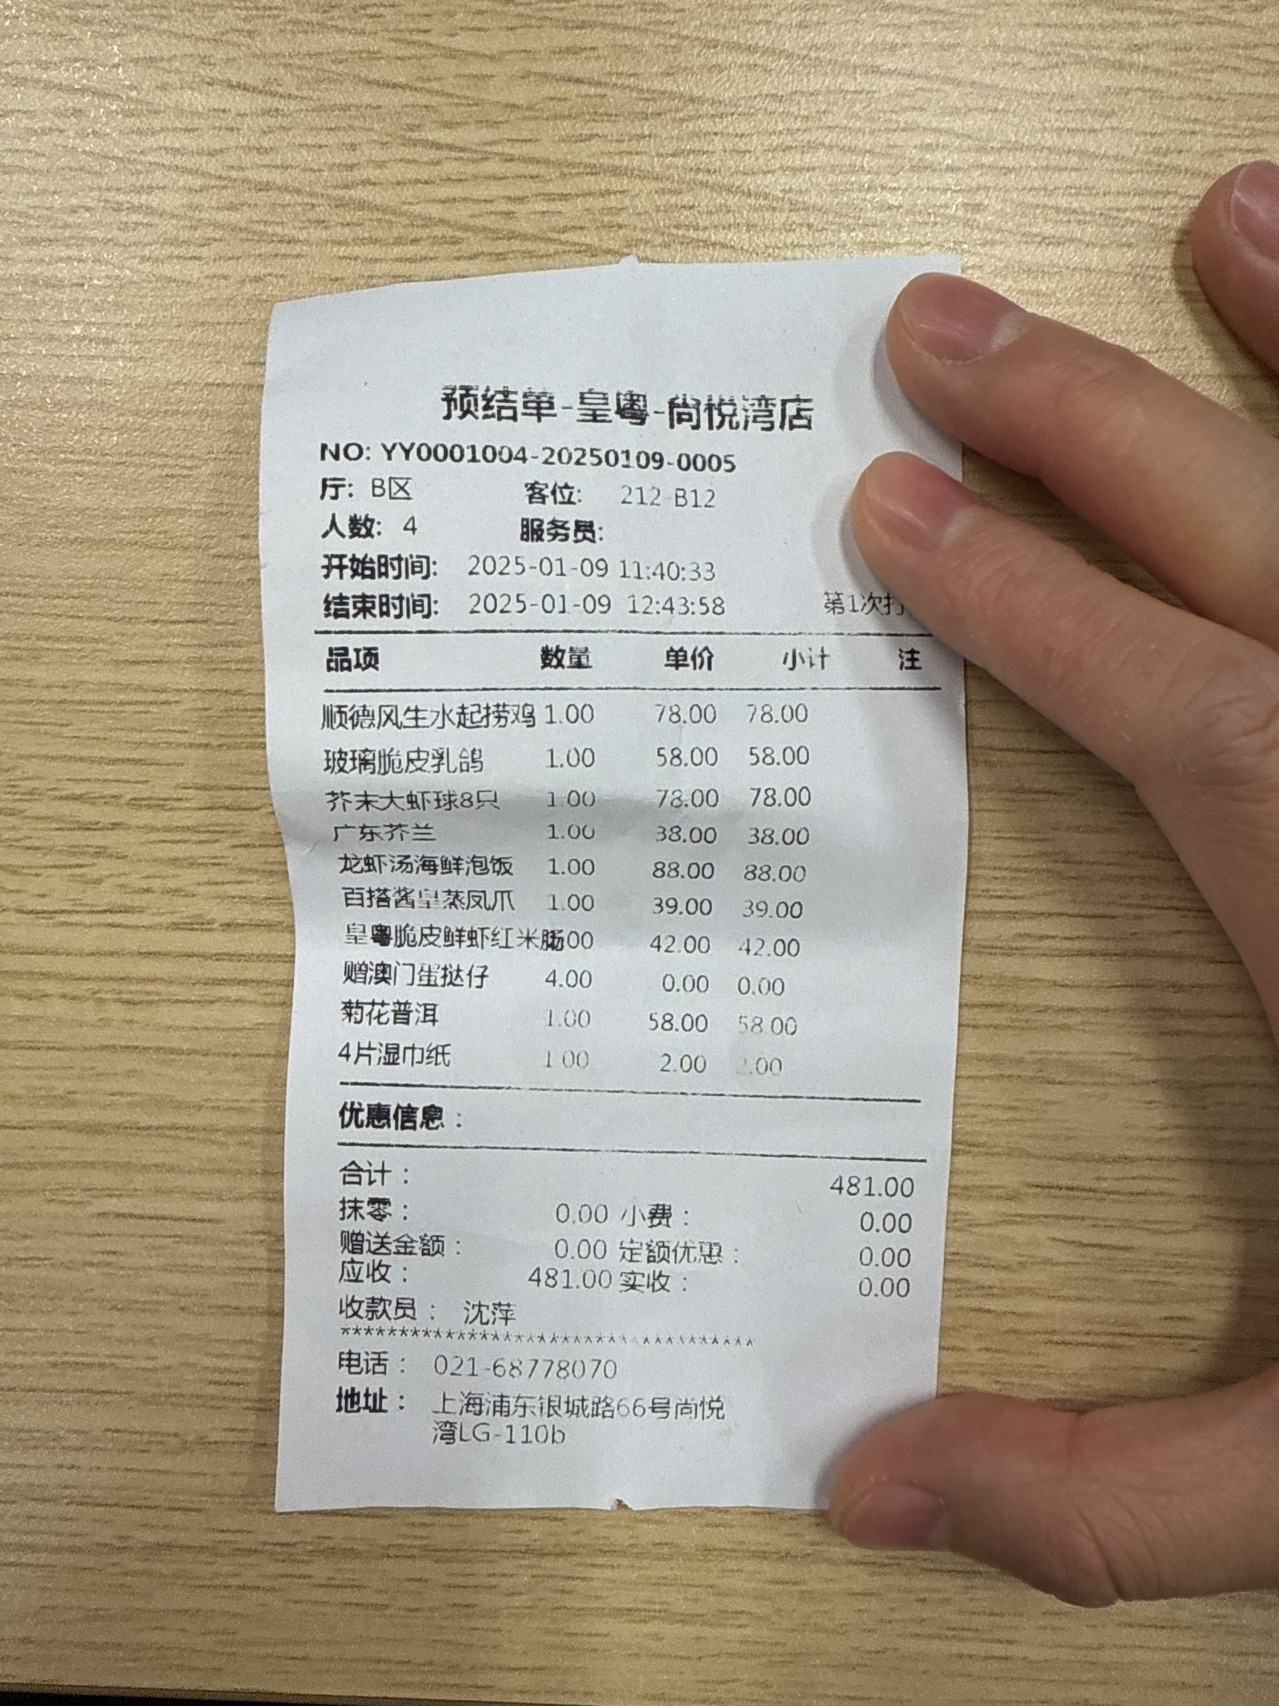 预结单-皇粤-尚悦湾店
NO: YY0001004-20250109-0005
厅: B区 客位: 212-B12
人数: 4 服务员:
开始时间: 2025-01-09 11:40:33
结束时间: 2025-01-09 12:43:58 第1次打
品项 数量 单价 小计 注
顺德风生水起捞鸡 1.00 78.00 78.00
玻璃脆皮乳鸽 1.00 58.00 58.00
芥末大虾球8只 1.00 78.00 78.00
广东芥兰 1.00 38.00 38.00
龙虾汤海鲜泡饭 1.00 88.00 88.00
百搭酱皇蒸凤爪 1.00 39.00 39.00
皇粤脆皮鲜虾红米肠 00 42.00 42.00
赠澳门蛋挞仔 4.00 0.00 0.00
菊花普洱 1.00 58.00 58.00
4片湿巾纸 1.00 2.00 2.00
优惠信息:
合计: 481.00
抹零: 0.00 小费: 0.00
赠送金额: 0.00 定额优惠: 0.00
应收: 481.00 实收: 0.00
收款员: 沈萍
************************************
电话: 021-68778070
地址: 上海浦东银城路66号尚悦
湾LG-110b